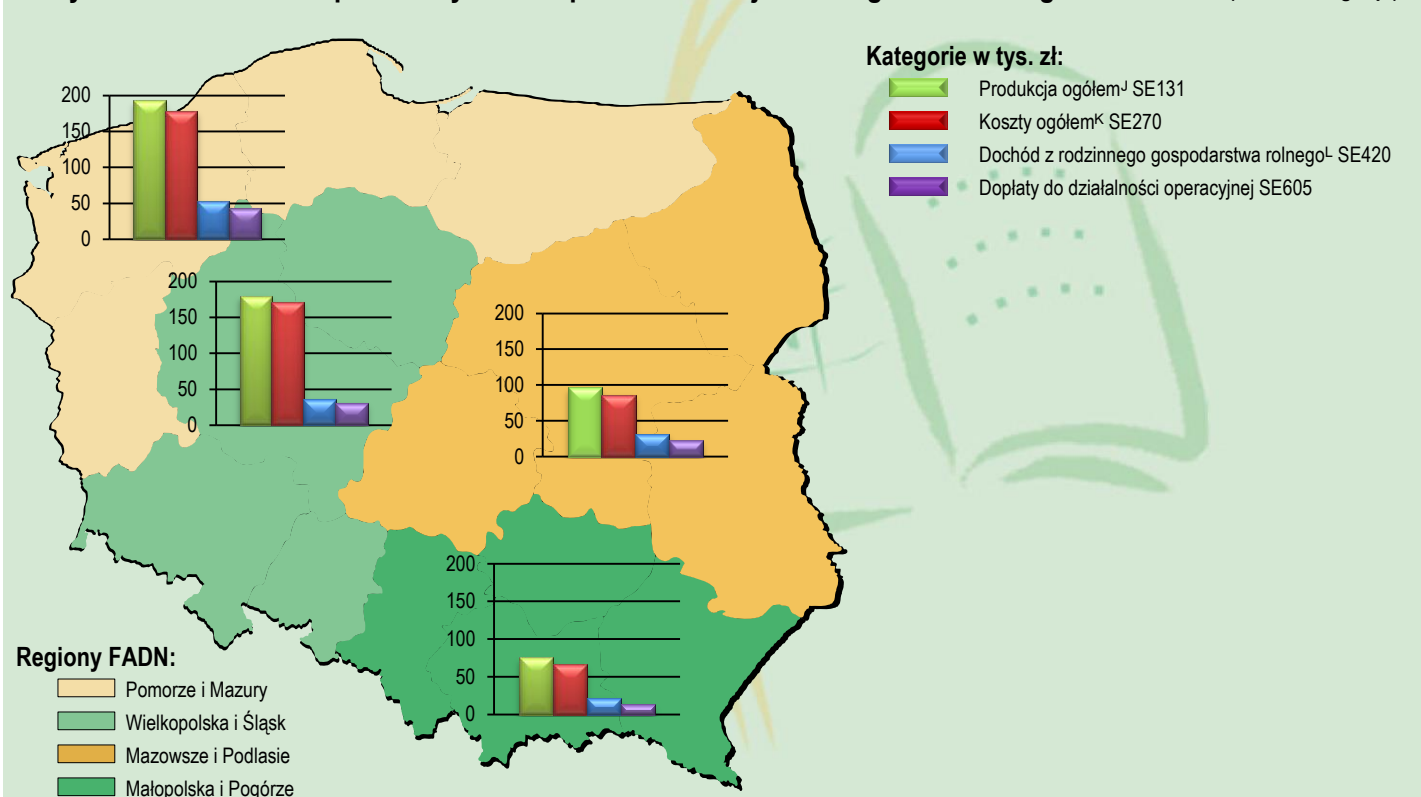 Kategorie w tys. zł:
Produkcja ogółemᴶ SE131
Koszty ogółemᴷ SE270
Dochód z rodzinnego gospodarstwa rolnegoᴸ SE420
Dopłaty do działalności operacyjnej SE605
200
150
100
50
0
200
150
100
50
0
200
150
100
50
0
200
150
100
50
0
Regiony FADN:
Pomorze i Mazury
Wielkopolska i Śląsk
Mazowsze i Podlasie
Małopolska i Pogórze